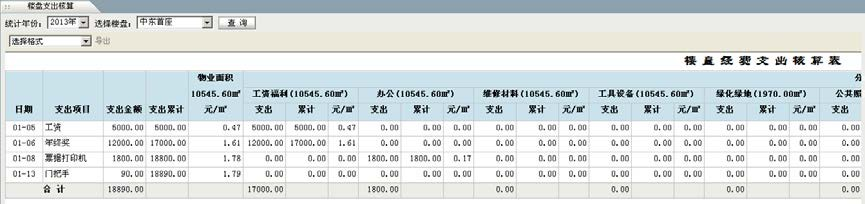 楼盘支出核算
统计年份： 2013年 选择楼盘： 中东首座 查 询
选择格式 导出
楼盘经费支出核算表
物业面积 分
10545.60㎡ 工资福利(10545.60㎡) 办公(10545.60㎡) 维修材料(10545.60㎡) 工具设备(10545.60㎡) 绿化绿地(1970.00㎡) 公共照
日期 支出项目 支出金额 支出累计 元/㎡ 支出 累计 元/㎡ 支出 累计 元/㎡ 支出 累计 元/㎡ 支出 累计 元/㎡ 支出 累计 元/㎡ 支出
01-05 工资 5000.00 5000.00 0.47 5000.00 5000.00 0.47 0.00 0.00 0.00 0.00 0.00 0.00 0.00 0.00 0.00 0.00 0.00 0.00 0.00
01-06 年终奖 12000.00 17000.00 1.61 12000.00 17000.00 1.61 0.00 0.00 0.00 0.00 0.00 0.00 0.00 0.00 0.00 0.00 0.00 0.00 0.00
01-08 票据打印机 1800.00 18800.00 1.78 0.00 0.00 0.00 1800.00 1800.00 0.17 0.00 0.00 0.00 0.00 0.00 0.00 0.00 0.00 0.00 0.00
01-13 门把手 90.00 18890.00 1.79 0.00 0.00 0.00 0.00 0.00 0.00 0.00 0.00 0.00 0.00 0.00 0.00 0.00 0.00 0.00 0.00
合 计 18890.00 17000.00 1800.00 0.00 0.00 0.00 0.00